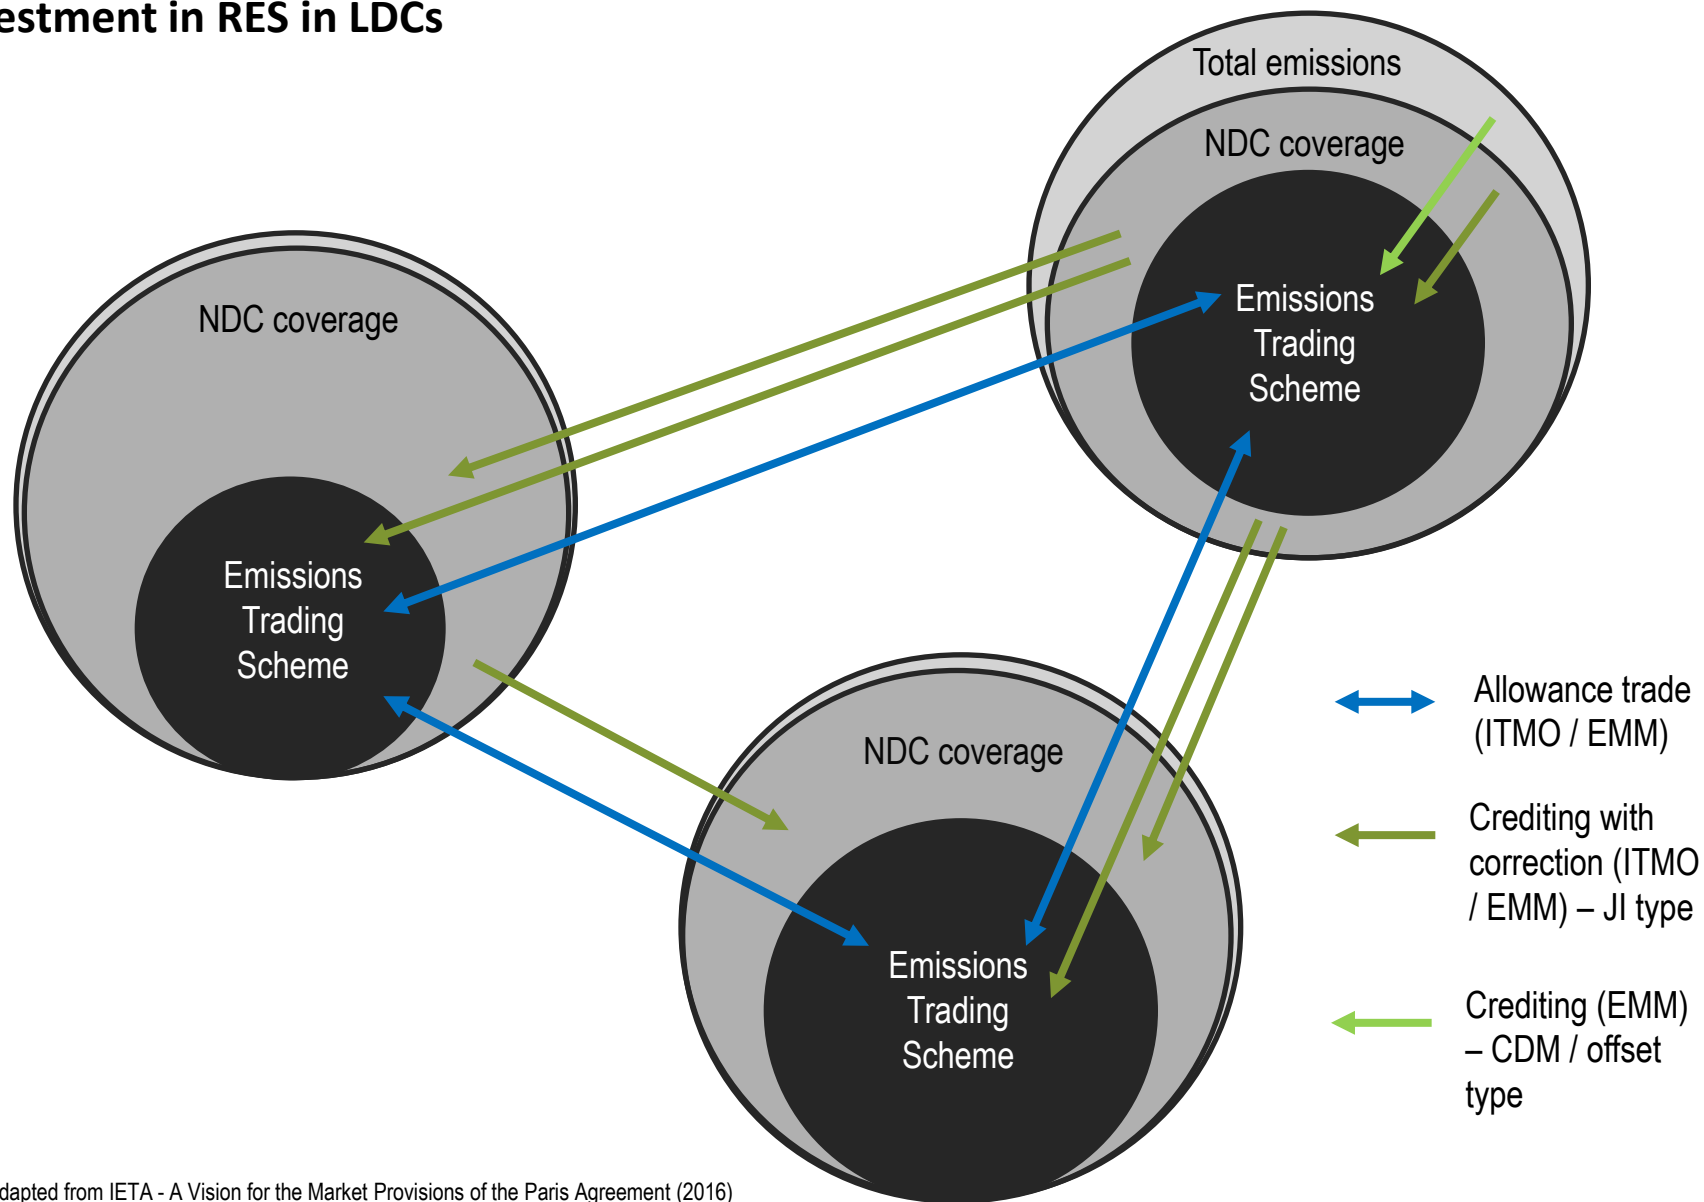 estment in RES in LDCs
Total emissions
NDC coverage
Emissions
Trading
Scheme
NDC coverage
Emissions
Trading
Scheme
NDC coverage
Emissions
Trading
Scheme
Allowance trade
(ITMO / EMM)
Crediting with
correction (ITMO
/ EMM) – JI type
Crediting (EMM)
– CDM / offset
type
dapted from IETA - A Vision for the Market Provisions of the Paris Agreement (2016)